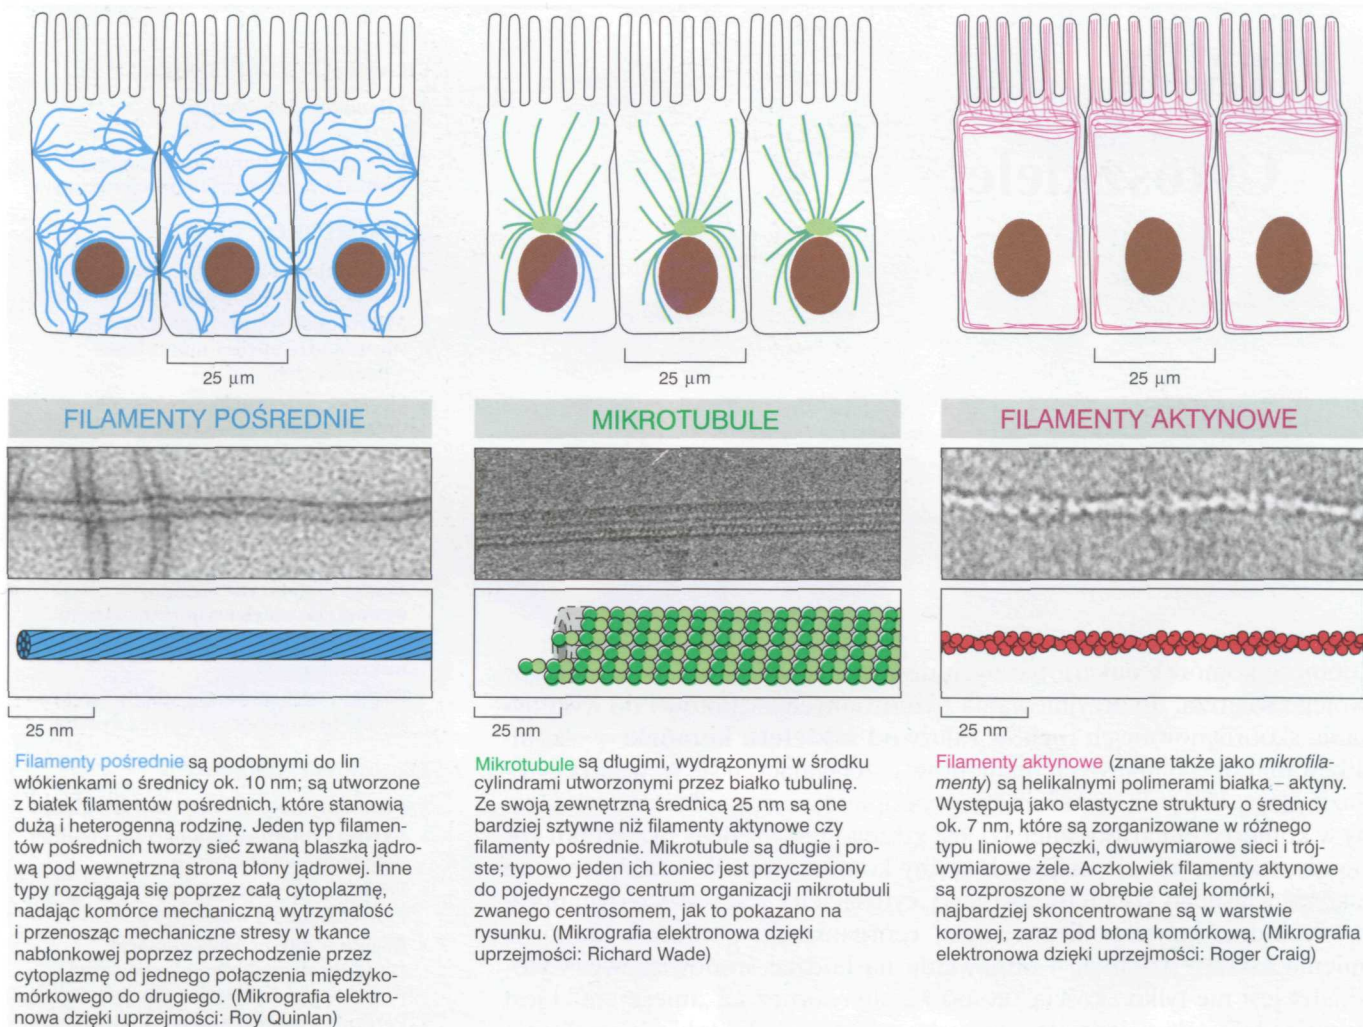 25 μm
25 μm
25 μm
FILAMENTY POŚREDNIE
MIKROTUBULE
FILAMENTY AKTYNOWE
25 nm
25 nm
25 nm
Filamenty pośrednie są podobnymi do lin
włókienkami o średnicy ok. 10 nm; są utworzone
z białek filamentów pośrednich, które stanowią
dużą i heterogenną rodzinę. Jeden typ filamen-
tów pośrednich tworzy sieć zwaną blaszką jądro-
wą pod wewnętrzną stroną błony jądrowej. Inne
typy rozciągają się poprzez całą cytoplazmę,
nadając komórce mechaniczną wytrzymałość
i przenosząc mechaniczne stresy w tkance
nabłonkowej poprzez przechodzenie przez
cytoplazmę od jednego połączenia międzyko-
mórkowego do drugiego. (Mikrografia elektro-
nowa dzięki uprzejmości: Roy Quinlan)
Mikrotubule są długimi, wydrążonymi w środku
cylindrami utworzonymi przez białko tubulinę.
Ze swoją zewnętrzną średnicą 25 nm są one
bardziej sztywne niż filamenty aktynowe czy
filamenty pośrednie. Mikrotubule są długie i pro-
ste; typowo jeden ich koniec jest przyczepiony
do pojedynczego centrum organizacji mikrotubuli
zwanego centrosomem, jak to pokazano na
rysunku. (Mikrografia elektronowa dzięki
uprzejmości: Richard Wade)
Filamenty aktynowe (znane także jako mikrofila-
menty) są helikalnymi polimerami białka – aktyny.
Występują jako elastyczne struktury o średnicy
ok. 7 nm, które są zorganizowane w różnego
typu liniowe pęczki, dwuwymiarowe sieci i trój-
wymiarowe żele. Aczkolwiek filamenty aktynowe
są rozproszone w obrębie całej komórki,
najbardziej skoncentrowane są w warstwie
korowej, zaraz pod błoną komórkową. (Mikrografia
elektronowa dzięki uprzejmości: Roger Craig)